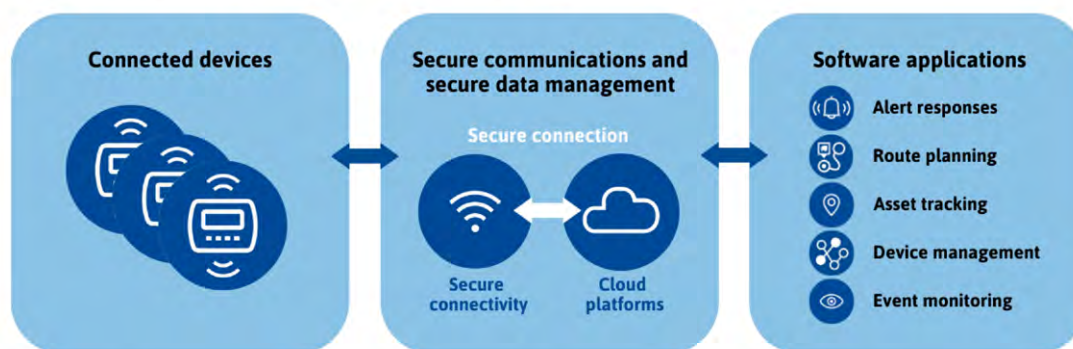 Connected devices
Secure communications and
secure data management
Secure connection
Secure
connectivity
Cloud
platforms
Software applications
Alert responses
Route planning
Asset tracking
Device management
Event monitoring